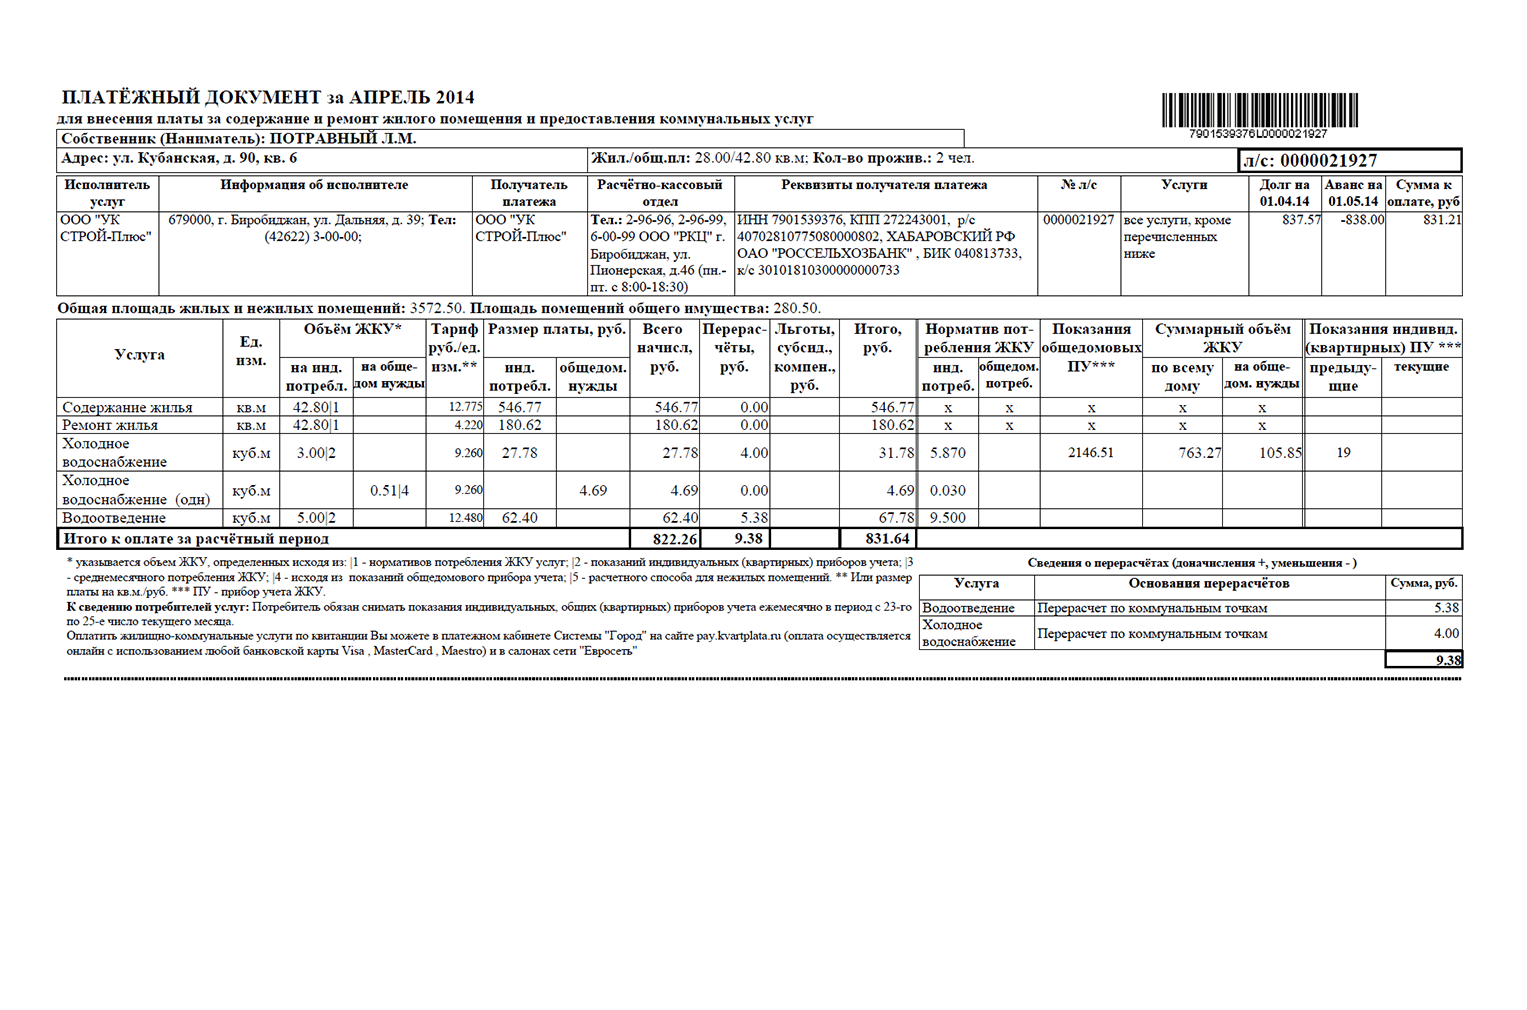 ПЛАТЁЖНЫЙ ДОКУМЕНТ за АПРЕЛЬ 2014
для внесения платы за содержание и ремонт жилого помещения и предоставления коммунальных услуг
7901539376L0000021927
Собственник (Наниматель): ПОТРАВНЫЙ Л.М.
Адрес: ул. Кубанская, д. 90, кв. 6 Жил./общ.пл: 28.00/42.80 кв.м; Кол-во прожив.: 2 чел. л/с: 0000021927
Исполнитель услуг Информация об исполнителе Получатель платежа Расчётно-кассовый отдел Реквизиты получателя платежа № л/с Услуги Долг на 01.04.14 Аванс на 01.05.14 Сумма к оплате, руб
ООО "УК СТРОЙ-Плюс" 679000, г. Биробиджан, ул. Дальняя, д. 39; Тел: (42622) 3-00-00; ООО "УК СТРОЙ-Плюс" Тел.: 2-96-96, 2-96-99, 6-00-99 ООО "РКЦ" г. Биробиджан, ул. Пионерская, д.46 (пн.-пт. с 8:00-18:30) ИНН 7901539376, КПП 272243001, р/с 40702810775080000802, ХАБАРОВСКИЙ РФ ОАО "РОССЕЛЬХОЗБАНК" , БИК 040813733, к/с 30101810300000000733 0000021927 все услуги, кроме перечисленных ниже 837.57 -838.00 831.21
Общая площадь жилых и нежилых помещений: 3572.50. Площадь помещений общего имущества: 280.50.
Услуга Ед. изм. Объём ЖКУ* Тариф руб./ед. изм.** Размер платы, руб. Всего начисл, руб. Перерас-чёты, руб. Льготы, субсид., компен., руб. Итого, руб. Норматив пот-ребления ЖКУ Показания общедомовых ПУ*** Суммарный объём ЖКУ Показания индивид. (квартирных) ПУ ***
на инд. потребл. на обще-дом нужды инд. потребл. общедом. нужды инд. потреб. общедом. потреб. по всему дому на обще-дом. нужды предыду-щие текущие
Содержание жилья кв.м 42.80|1 12.775 546.77 546.77 0.00 546.77 x x x x x
Ремонт жилья кв.м 42.80|1 4.220 180.62 180.62 0.00 180.62 x x x x x
Холодное водоснабжение куб.м 3.00|2 9.260 27.78 27.78 4.00 31.78 5.870 2146.51 763.27 105.85 19
Холодное водоснабжение (одн) куб.м 0.51|4 9.260 4.69 4.69 0.00 4.69 0.030
Водоотведение куб.м 5.00|2 12.480 62.40 62.40 5.38 67.78 9.500
Итого к оплате за расчётный период 822.26 9.38 831.64
* указывается объем ЖКУ, определенных исходя из: |1 - нормативов потребления ЖКУ услуг; |2 - показаний индивидуальных (квартирных) приборов учета; |3
- среднемесячного потребления ЖКУ; |4 - исходя из показаний общедомового прибора учета; |5 - расчетного способа для нежилых помещений. ** Или размер
платы на кв.м./руб. *** ПУ - прибор учета ЖКУ.
К сведению потребителей услуг: Потребитель обязан снимать показания индивидуальных, общих (квартирных) приборов учета ежемесячно в период с 23-го
по 25-е число текущего месяца.
Оплатить жилищно-коммунальные услуги по квитанции Вы можете в платежном кабинете Системы "Город" на сайте pay.kvartplata.ru (оплата осуществляется
онлайн с использованием любой банковской карты Visa , MasterCard , Maestro) и в салонах сети "Евросеть"
Сведения о перерасчётах (доначисления +, уменьшения - )
Услуга Основания перерасчётов Сумма, руб.
Водоотведение Перерасчет по коммунальным точкам 5.38
Холодное водоснабжение Перерасчет по коммунальным точкам 4.00
9.38